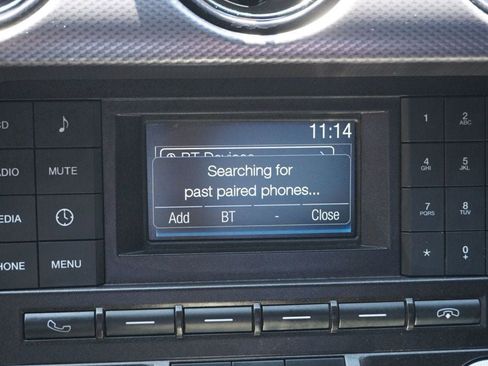 11:14
BT Devices
Searching for
past paired phones...
Add BT - Close
CD
RADIO MUTE
MEDIA
PHONE MENU
1 2 ABC
4 GHI 5 JKL
7 PQRS 8 TUV
* 0 +